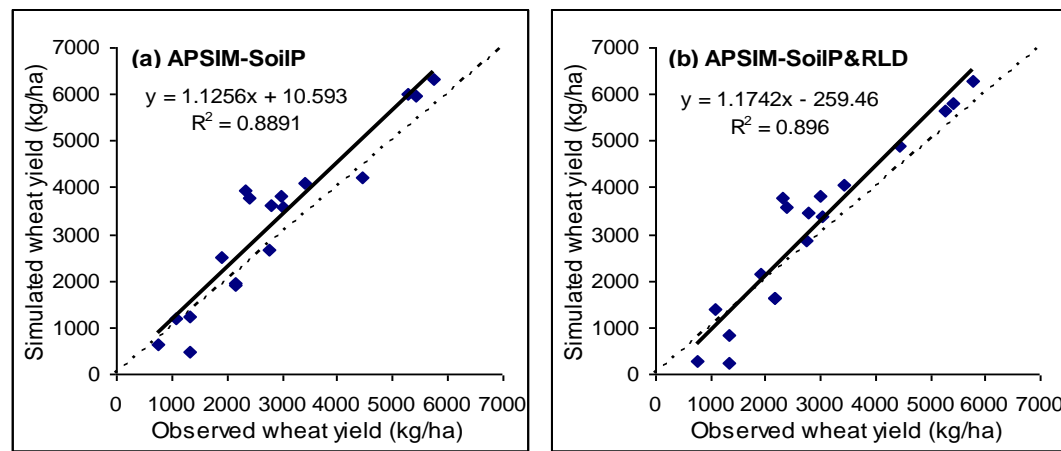 (a) APSIM-SoilP
y = 1.1256x + 10.593
R² = 0.8891
Simulated wheat yield (kg/ha)
7000
6000
5000
4000
3000
2000
1000
0
0 1000 2000 3000 4000 5000 6000 7000
Observed wheat yield (kg/ha)
(b) APSIM-SoilP&RLD
y = 1.1742x - 259.46
R² = 0.896
Simulated wheat yield (kg/ha)
7000
6000
5000
4000
3000
2000
1000
0
0 1000 2000 3000 4000 5000 6000 7000
Observed wheat yield (kg/ha)